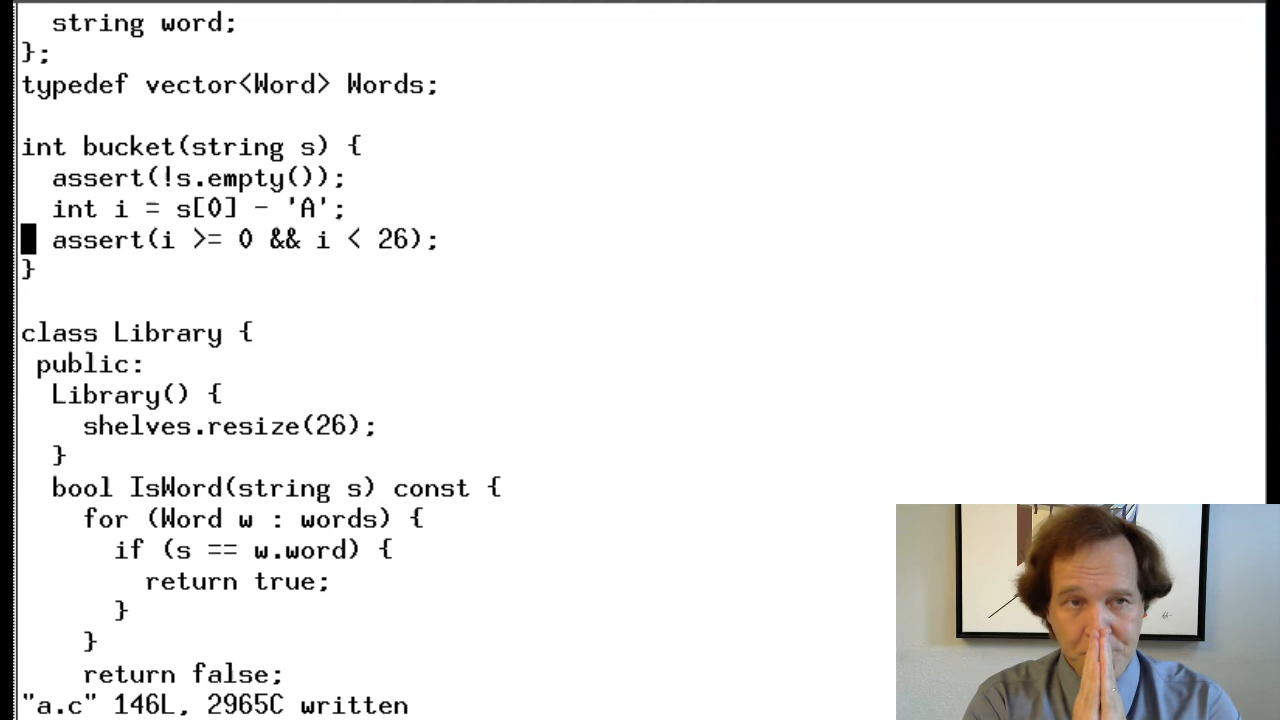 string word;
};
typedef vector<Word> Words;
int bucket(string s) {
assert(!s.empty());
int i = s[0] - 'A';
assert(i >= 0 && i < 26);
}
class Library {
public:
Library() {
shelves.resize(26);
}
bool IsWord(string s) const {
for (Word w : words) {
if (s == w.word) {
return true;
}
}
return false;
"a.c" 146L, 2965C written